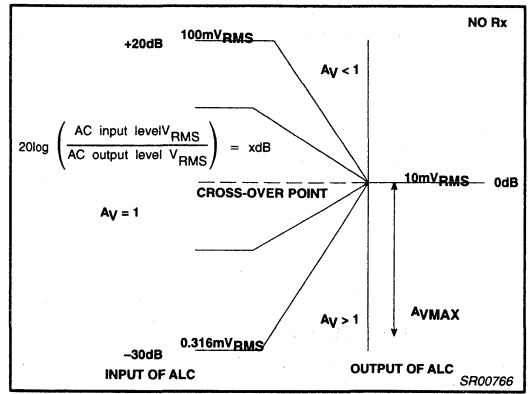 NO Rx
+20dB
100mVRMS
AV < 1
20log ( AC input levelVRMS / AC output level VRMS ) = xdB
10mVRMS
0dB
CROSS-OVER POINT
AV = 1
AV > 1
AVMAX
0.316mVRMS
–30dB
INPUT OF ALC
OUTPUT OF ALC
SR00766